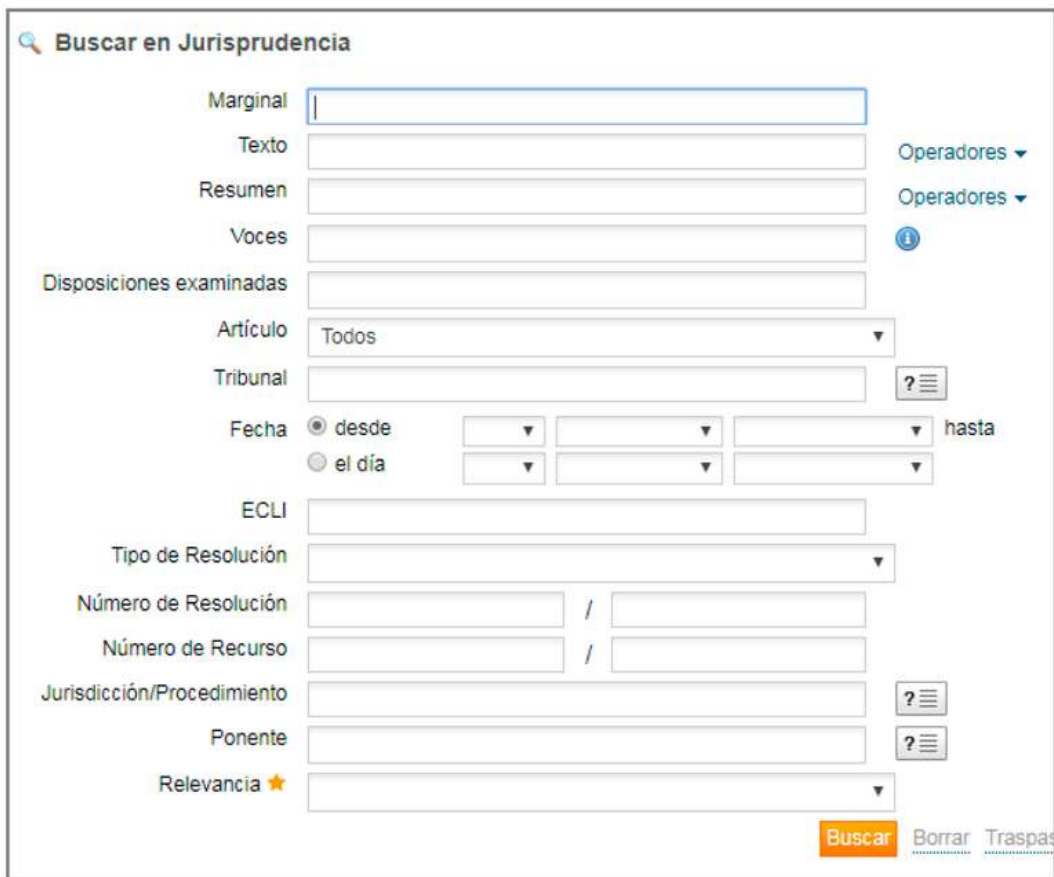 Buscar en Jurisprudencia
Marginal
Texto Operadores
Resumen Operadores
Voces
Disposiciones examinadas
Artículo Todos
Tribunal ?
Fecha desde hasta
el día
ECLI
Tipo de Resolución
Número de Resolución /
Número de Recurso /
Jurisdicción/Procedimiento ?
Ponente ?
Relevancia
Buscar Borrar Traspas